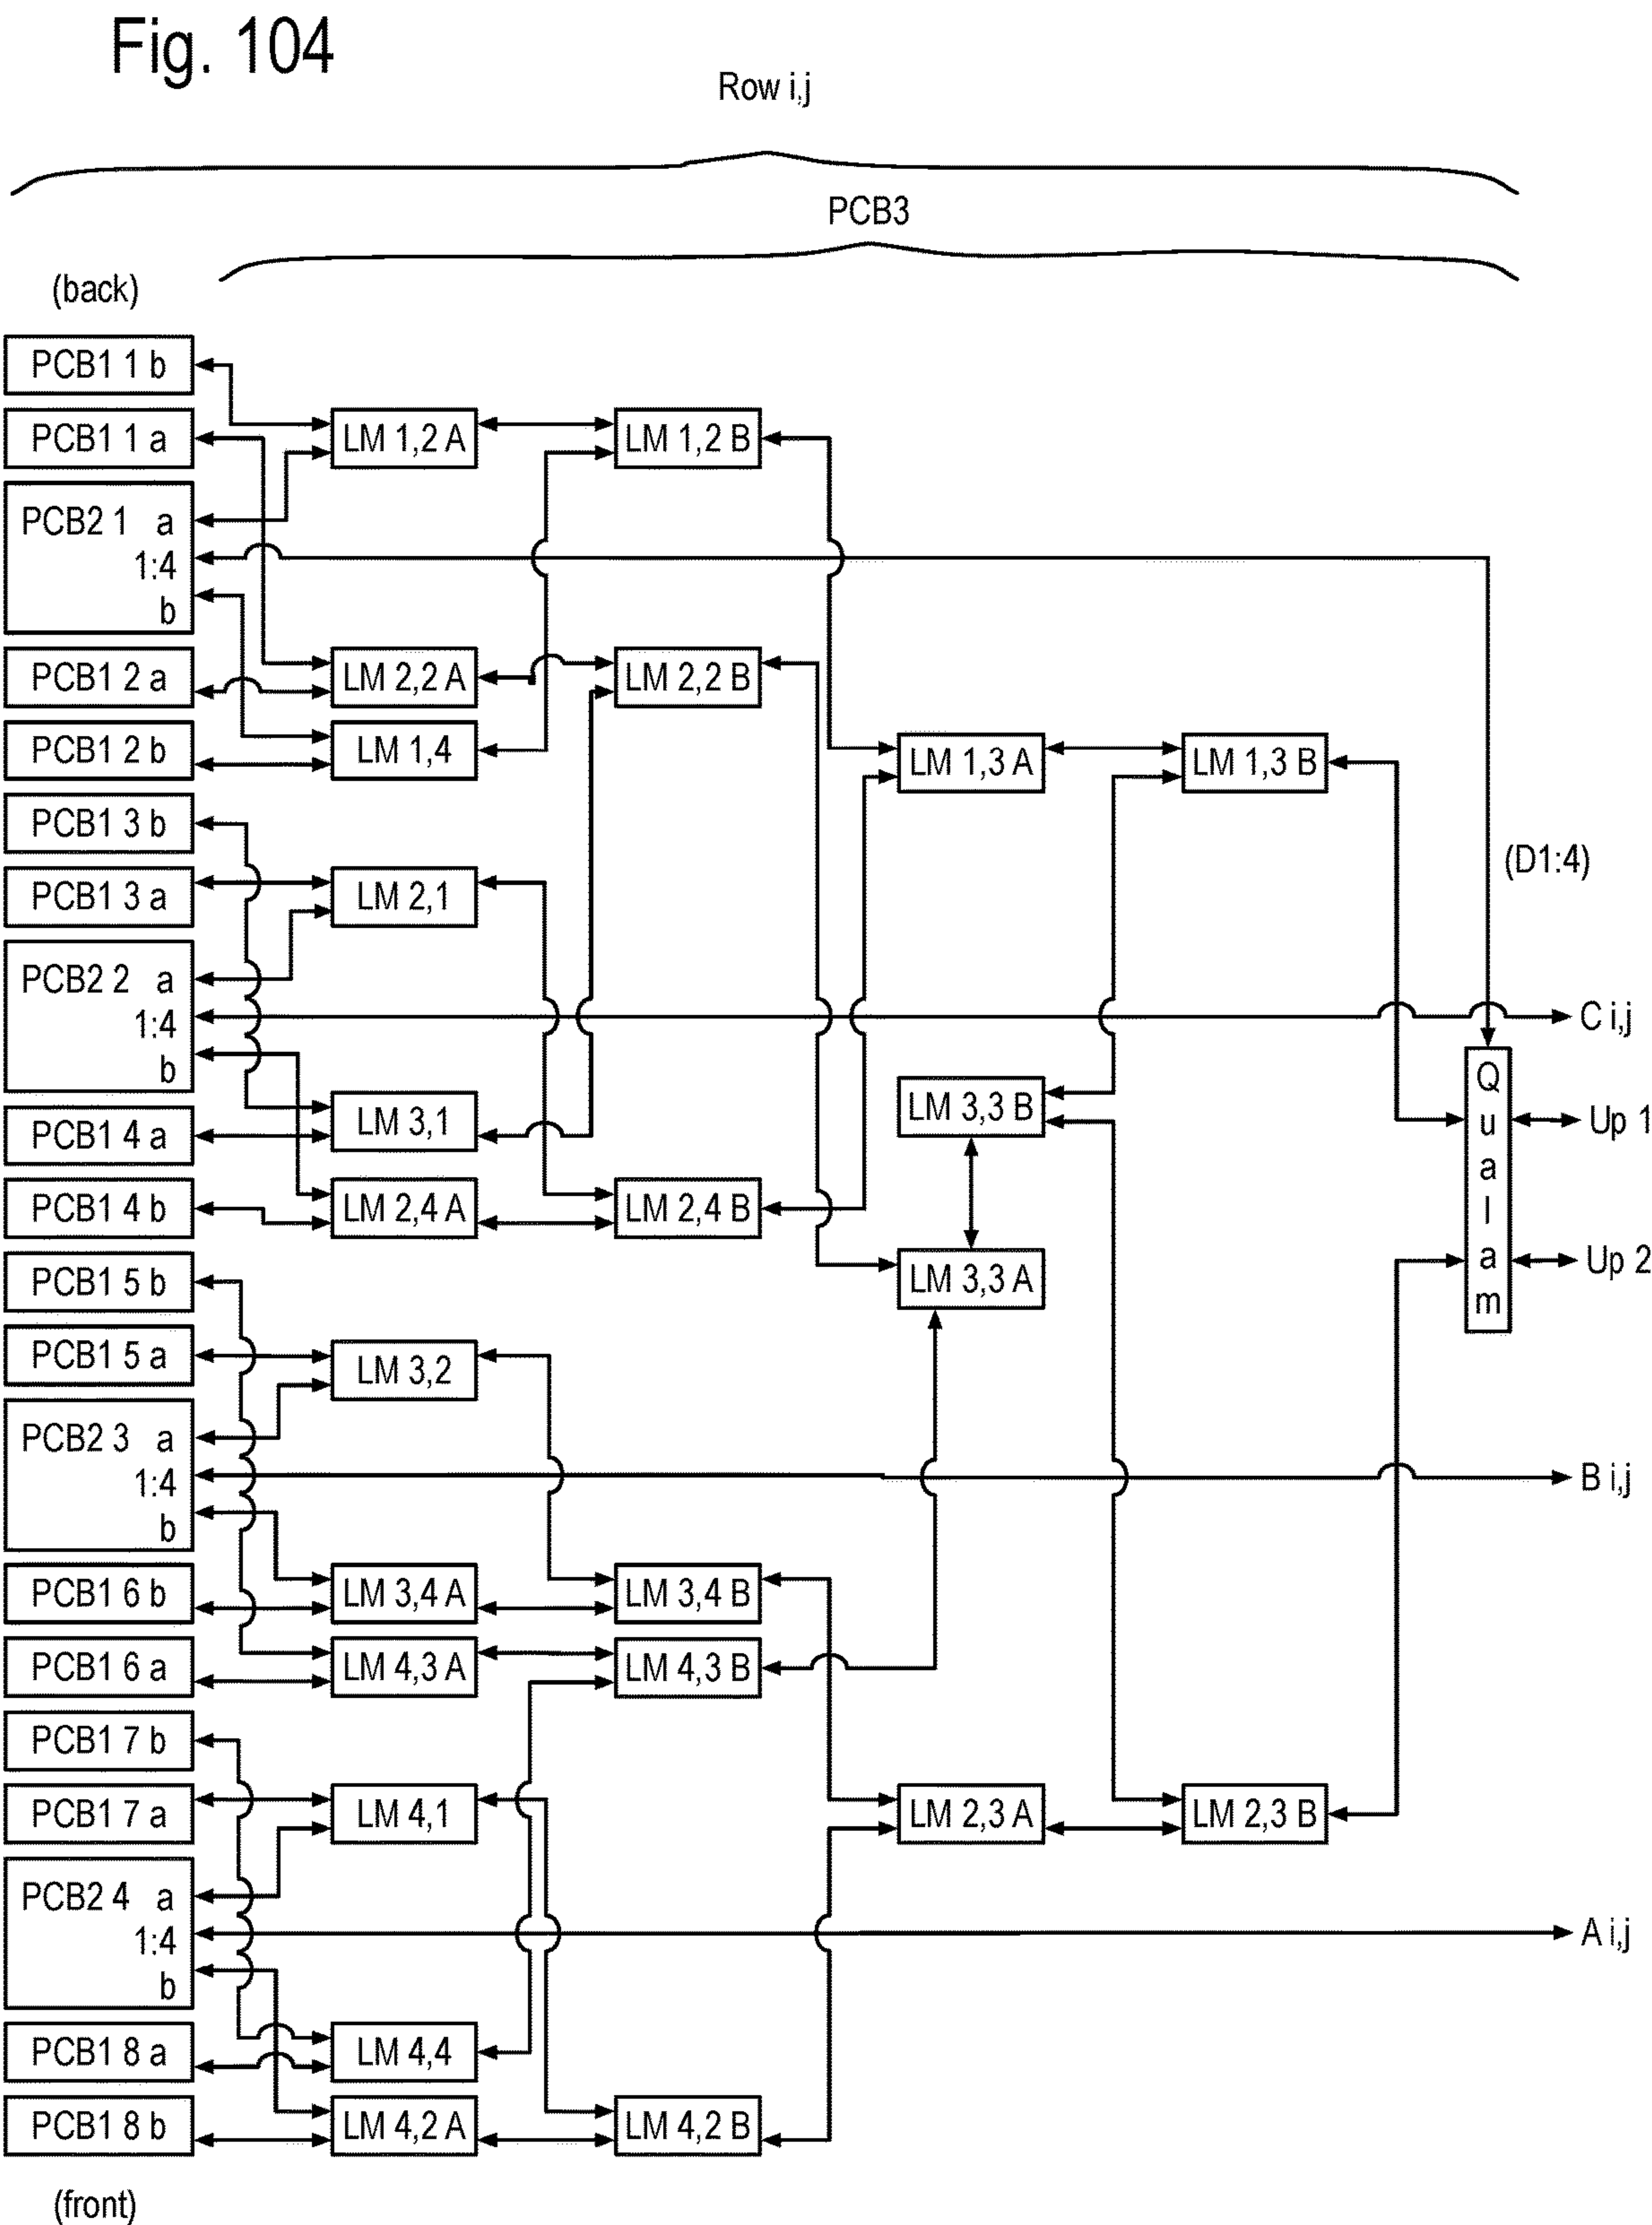 Fig. 104
Row i,j
PCB3
(back)
PCB1 1 b
PCB1 1 a
LM 1,2 A
LM 1,2 B
PCB2 1 a
1:4
b
PCB1 2 a
LM 2,2 A
LM 2,2 B
PCB1 2 b
LM 1,4
LM 1,3 A
LM 1,3 B
PCB1 3 b
(D1:4)
PCB1 3 a
LM 2,1
PCB2 2 a
1:4
C i,j
b
Qualam
LM 3,3 B
Up 1
PCB1 4 a
LM 3,1
PCB1 4 b
LM 2,4 A
LM 2,4 B
Up 2
LM 3,3 A
PCB1 5 b
PCB1 5 a
LM 3,2
PCB2 3 a
1:4
B i,j
b
PCB1 6 b
LM 3,4 A
LM 3,4 B
PCB1 6 a
LM 4,3 A
LM 4,3 B
PCB1 7 b
PCB1 7 a
LM 4,1
LM 2,3 A
LM 2,3 B
PCB2 4 a
1:4
A i,j
b
PCB1 8 a
LM 4,4
PCB1 8 b
LM 4,2 A
LM 4,2 B
(front)